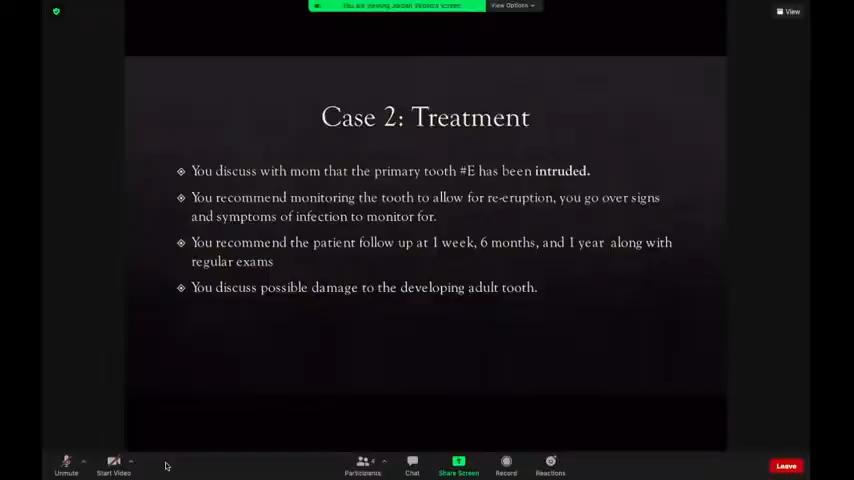 You are viewing Jordan
screen
View Options
View
Case 2: Treatment
You discuss with mom that the primary tooth #E has been intruded.
You recommend monitoring the tooth to allow for re-eruption, you go over signs
and symptoms of infection to monitor for.
You recommend the patient follow up at 1 week, 6 months, and 1 year along with
regular exams
You discuss possible damage to the developing adult tooth.
4
Unmute
Start Video
Participants
Chat
Share Screen
Record
Reactions
Leave